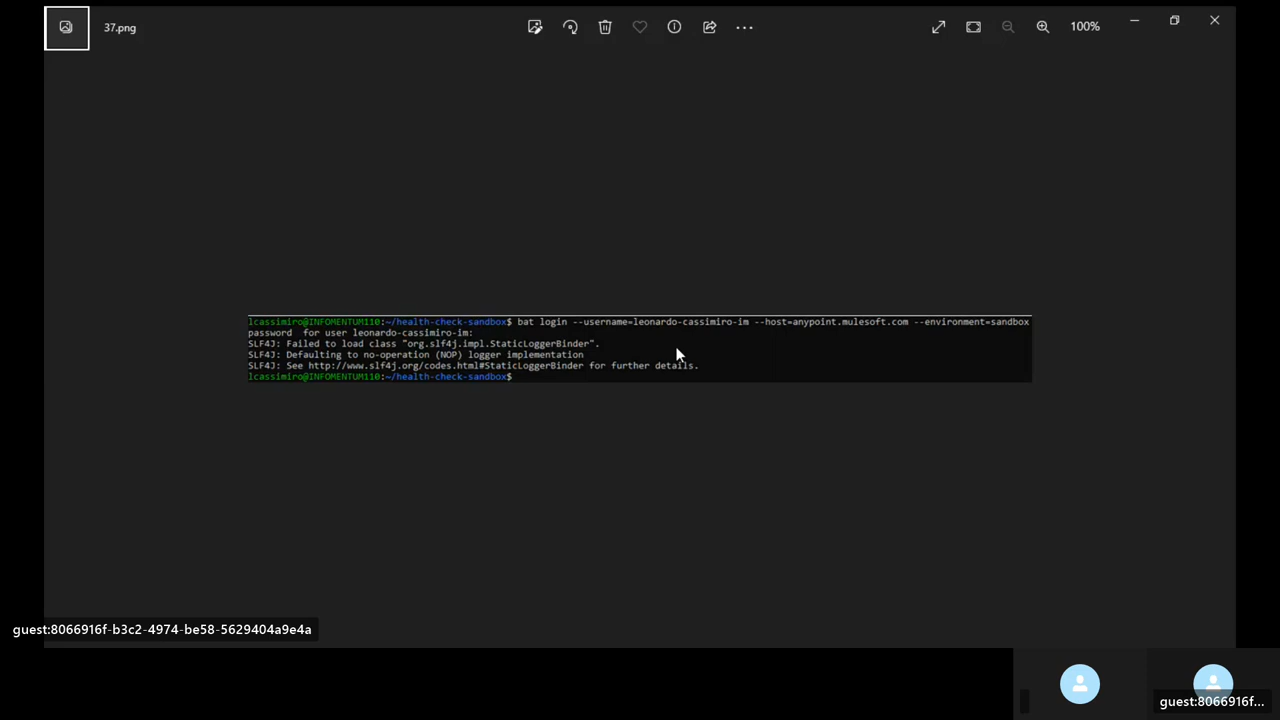 37.png
100%
lcassimiro@INFOMENTUM110:~/health-check-sandbox$ bat login --username=leonardo-cassimiro-im --host=anypoint.mulesoft.com --environment=sandbox
password  for user leonardo-cassimiro-im:
SLF4J: Failed to load class "org.slf4j.impl.StaticLoggerBinder".
SLF4J: Defaulting to no-operation (NOP) logger implementation
SLF4J: See http://www.slf4j.org/codes.html#StaticLoggerBinder for further details.
lcassimiro@INFOMENTUM110:~/health-check-sandbox$
guest:8066916f-b3c2-4974-be58-5629404a9e4a
guest:8066916f...